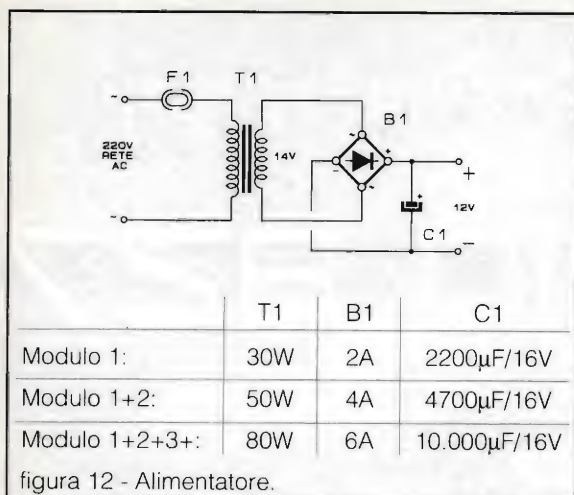 F1 T1
~
B1
220V
RETE
AC
14V
~
+
-
~
+
12V
C1
-
~
T1 B1 C1
Modulo 1: 30W 2A 2200µF/16V
Modulo 1+2: 50W 4A 4700µF/16V
Modulo 1+2+3+: 80W 6A 10.000µF/16V
figura 12 - Alimentatore.